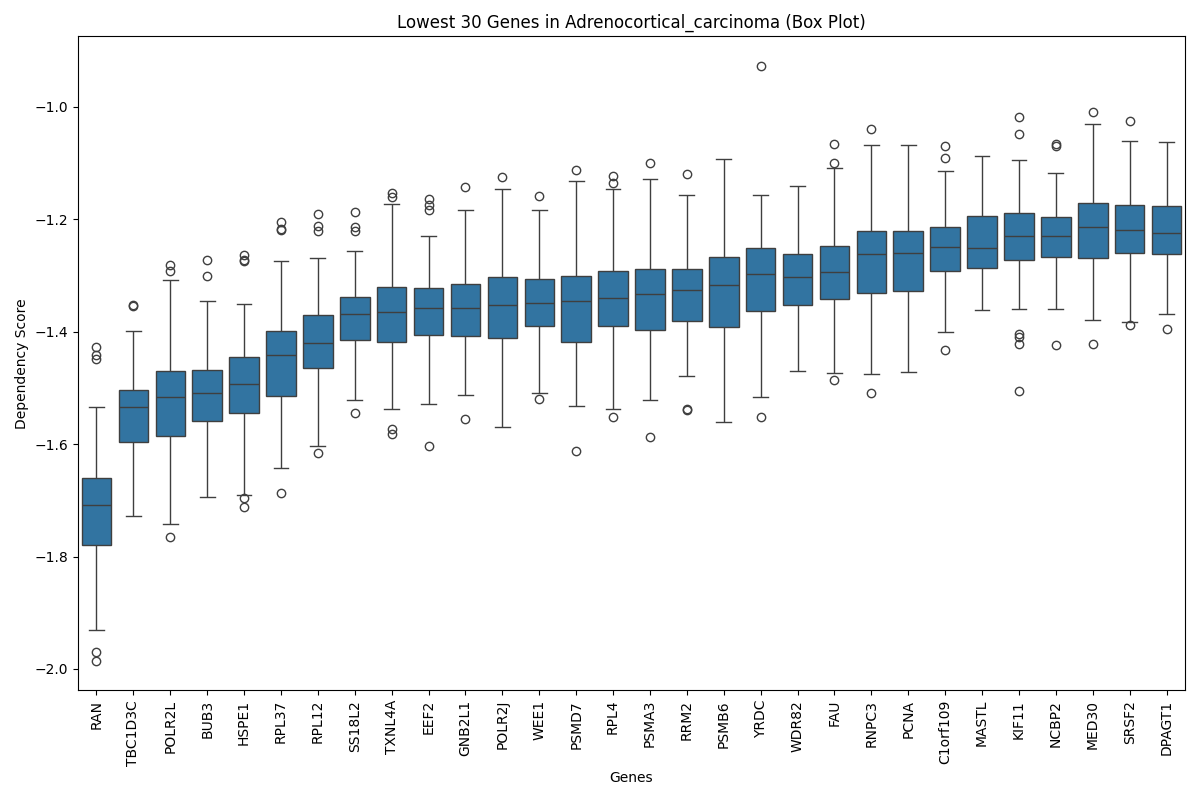 Lowest 30 Genes in Adrenocortical_carcinoma (Box Plot)
Dependency Score
−1.0
−1.2
−1.4
−1.6
−1.8
−2.0
RAN
TBC1D3C
POLR2L
BUB3
HSPE1
RPL37
RPL12
SS18L2
TXNL4A
EEF2
GNB2L1
POLR2J
WEE1
PSMD7
RPL4
PSMA3
RRM2
PSMB6
YRDC
WDR82
FAU
RNPC3
PCNA
C1orf109
MASTL
KIF11
NCBP2
MED30
SRSF2
DPAGT1
Genes